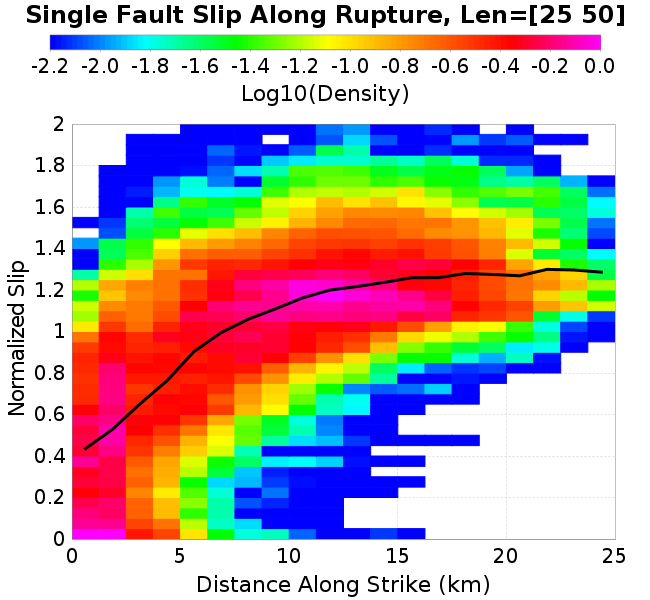 Single Fault Slip Along Rupture, Len=[25 50]
-2.2 -2.0 -1.8 -1.6 -1.4 -1.2 -1.0 -0.8 -0.6 -0.4 -0.2 0.0
Log10(Density)
2
1.8
1.6
1.4
1.2
1
0.8
0.6
0.4
0.2
0
Normalized Slip
0 5 10 15 20 25
Distance Along Strike (km)